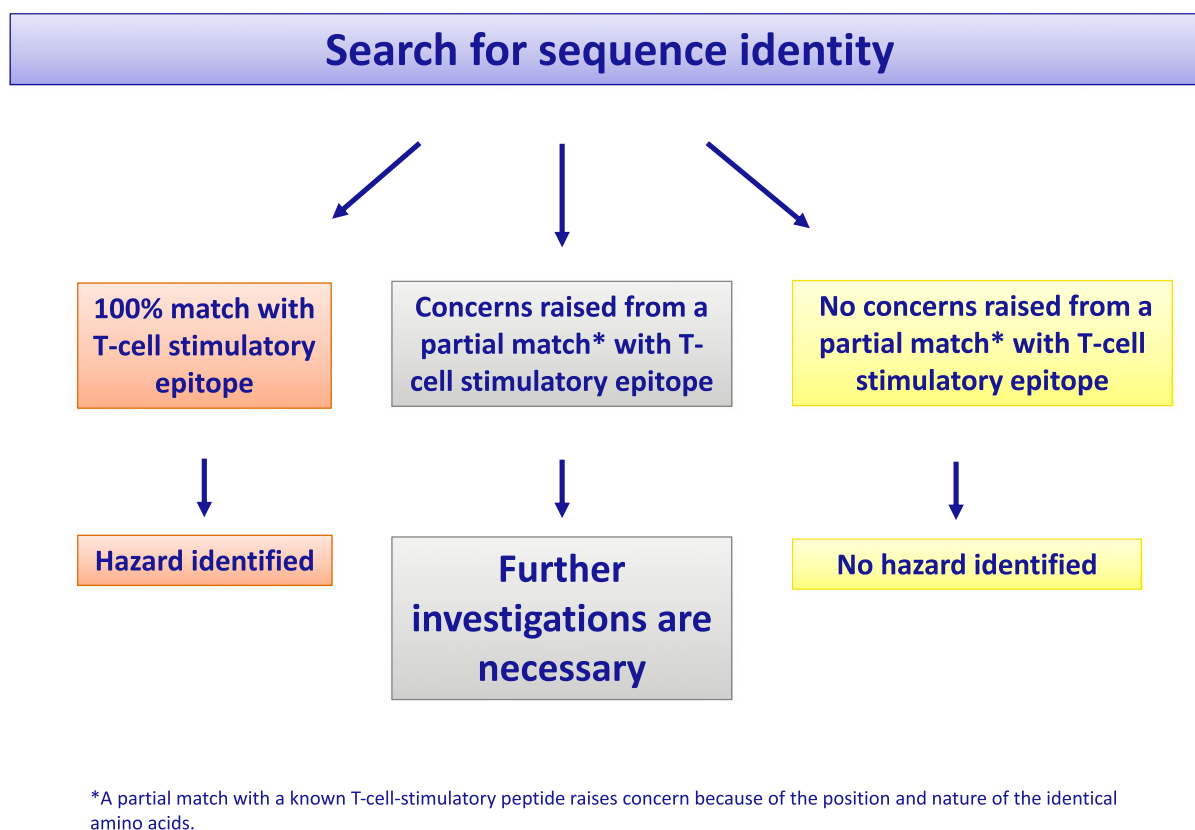 Search for sequence identity
100% match with
T-cell stimulatory
epitope
Concerns raised from a
partial match* with T-
cell stimulatory epitope
No concerns raised from a
partial match* with T-cell
stimulatory epitope
Hazard identified
Further
investigations are
necessary
No hazard identified
*A partial match with a known T-cell-stimulatory peptide raises concern because of the position and nature of the identical
amino acids.